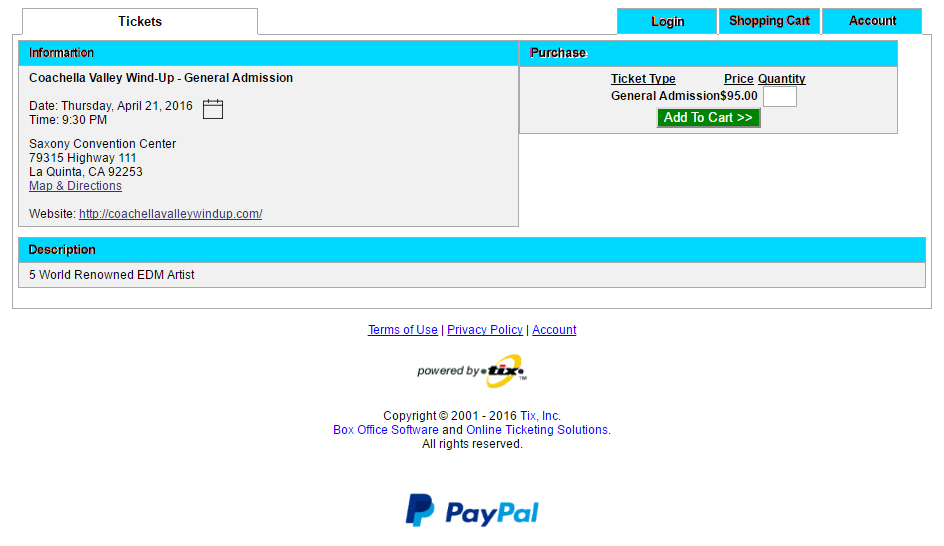 Tickets
Login
Shopping Cart
Account
Information
Coachella Valley Wind-Up - General Admission
Date: Thursday, April 21, 2016
Time: 9:30 PM
Saxony Convention Center
79315 Highway 111
La Quinta, CA 92253
Map & Directions
Website: http://coachellavalleywindup.com/
Purchase
Ticket Type Price Quantity
General Admission $95.00
Add To Cart >>
Description
5 World Renowned EDM Artist
Terms of Use | Privacy Policy | Account
powered by tix TM
Copyright © 2001 - 2016 Tix, Inc.
Box Office Software and Online Ticketing Solutions.
All rights reserved.
PayPal